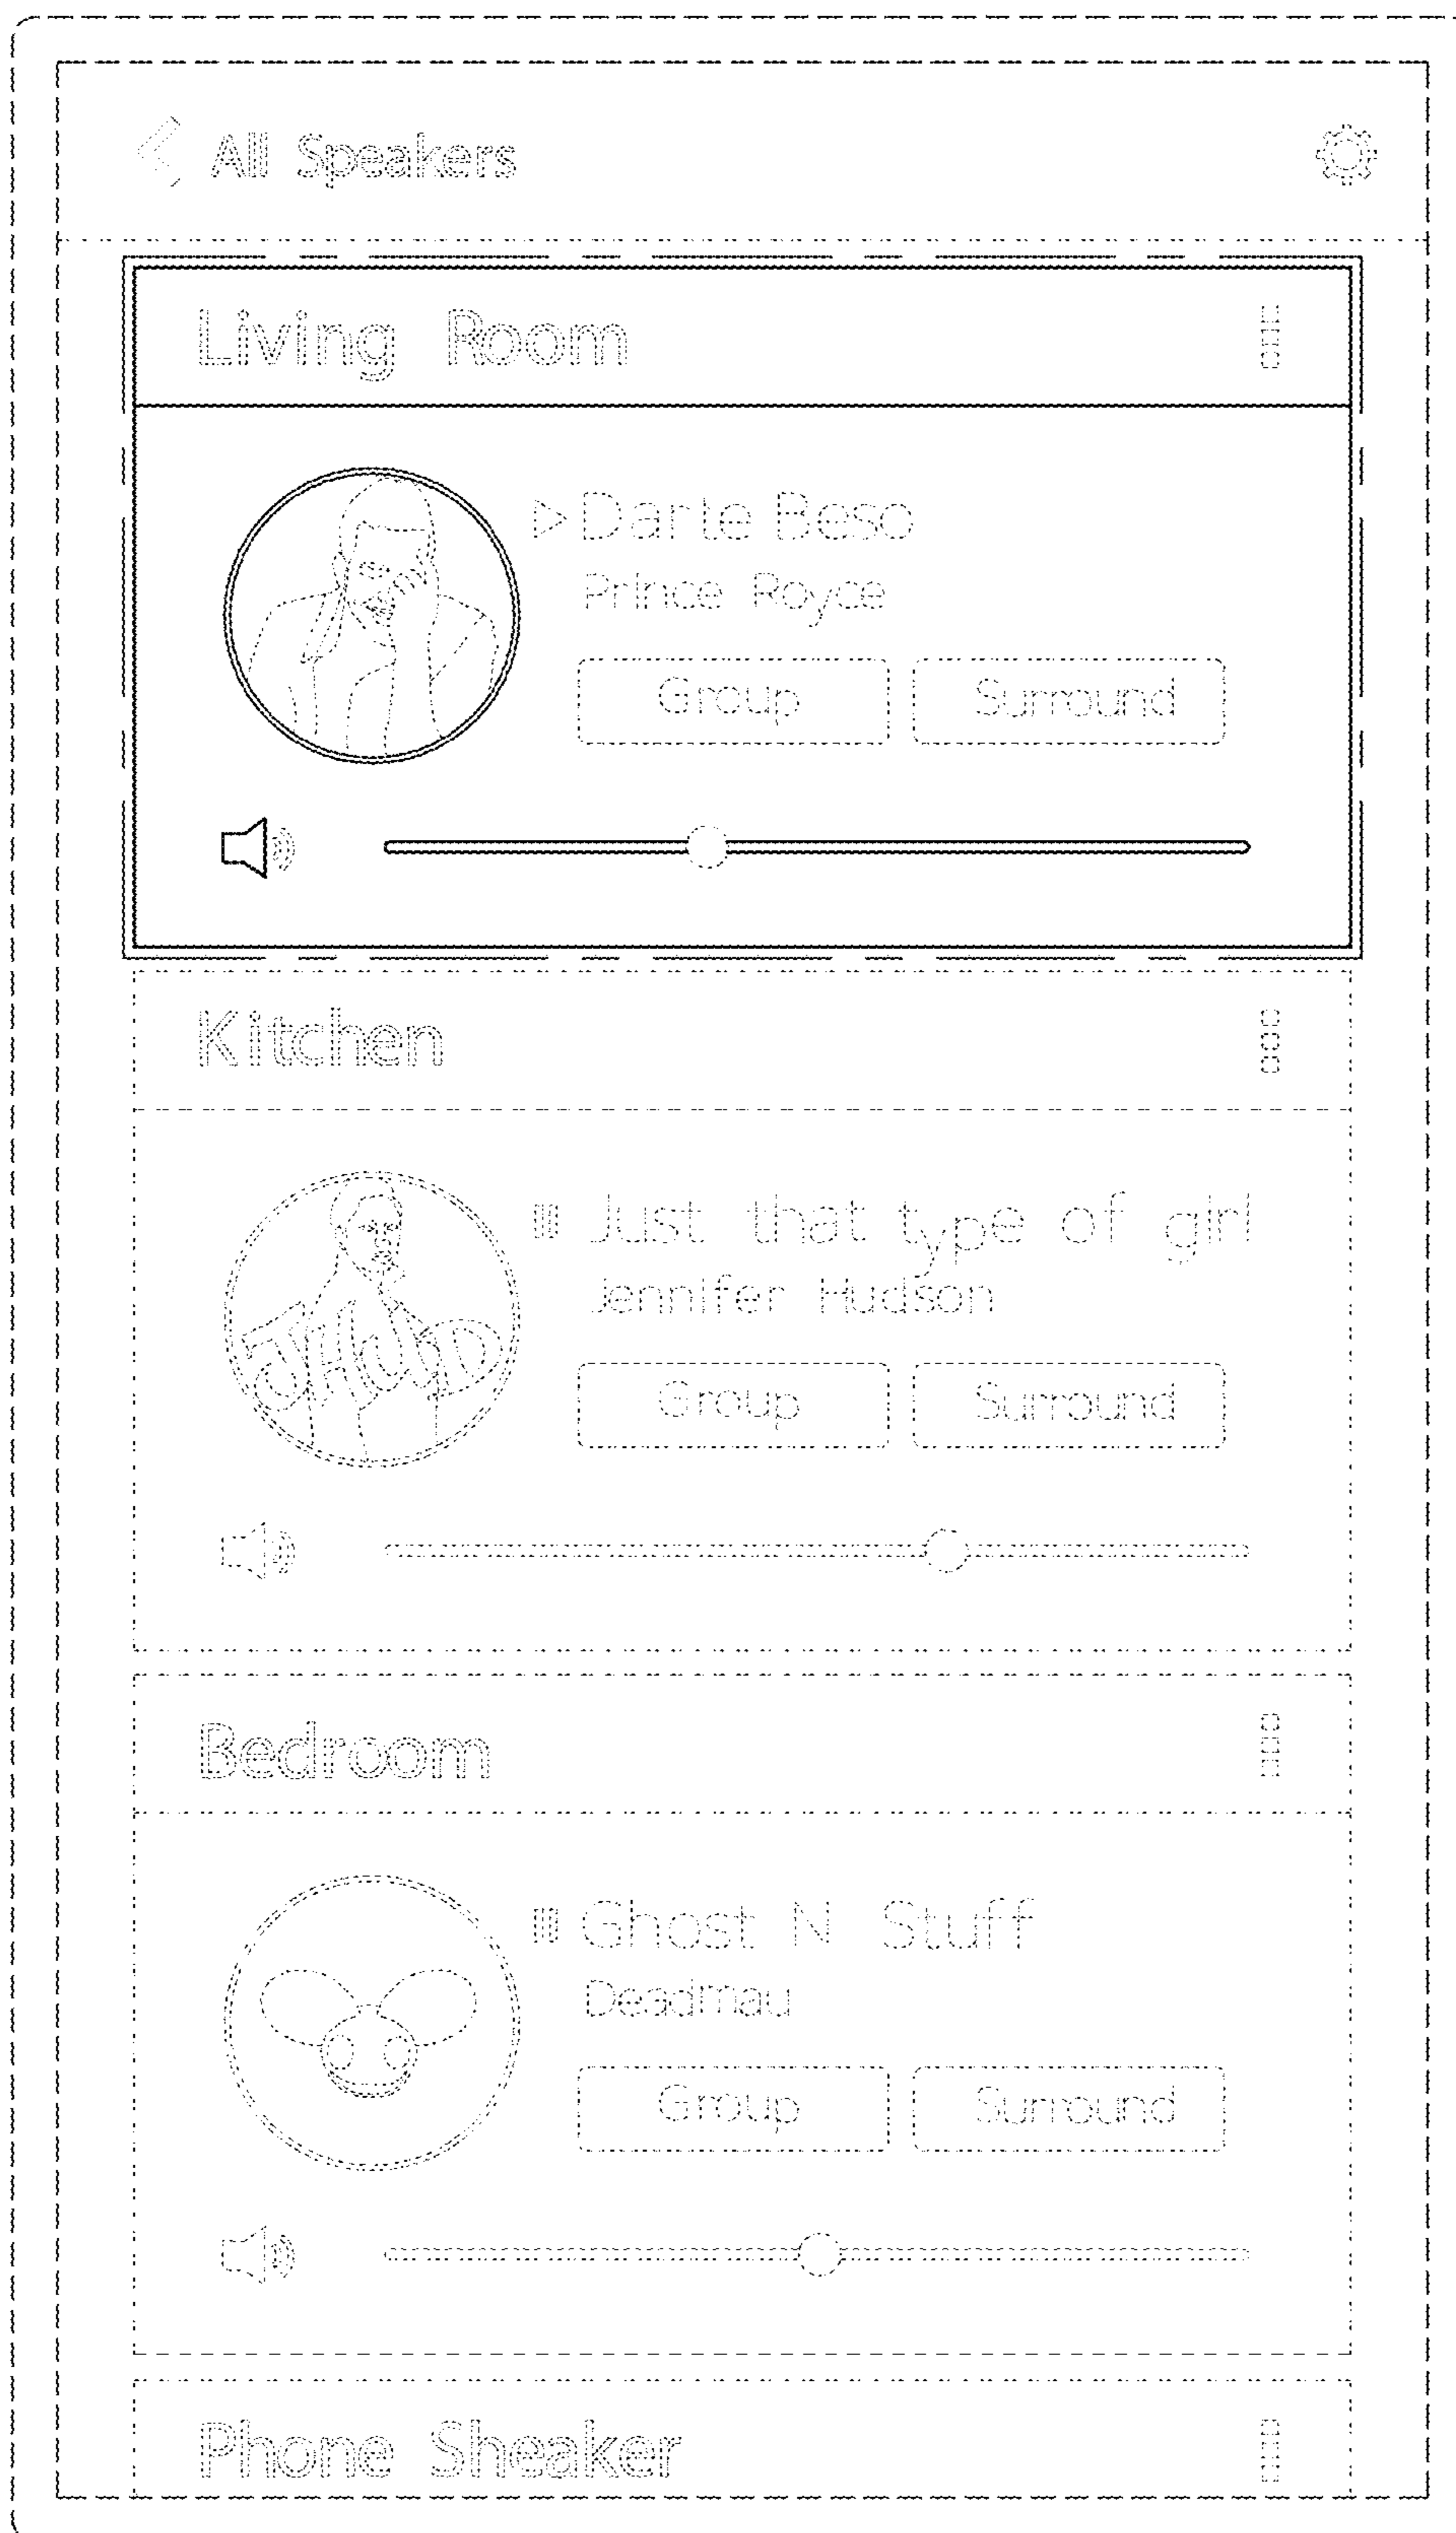 All Speakers
Living Room
Darte Beso
Prince Royce
Group Surround
Kitchen
Just that type of girl
Jennifer Hudson
JHUD
Group Surround
Bedroom
Ghost N Stuff
Deadmau
Group Surround
Phone Sheaker